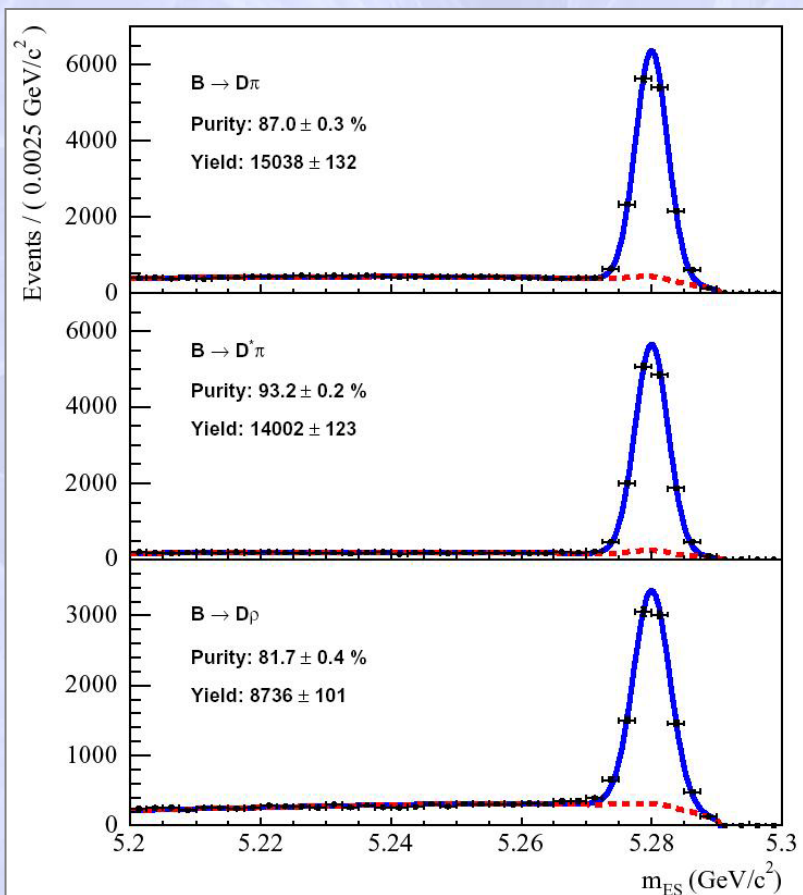 Events / ( 0.0025 GeV/c²)
6000
4000
2000
0
B → Dπ
Purity: 87.0 ± 0.3 %
Yield: 15038 ± 132
6000
4000
2000
0
B → D*π
Purity: 93.2 ± 0.2 %
Yield: 14002 ± 123
3000
2000
1000
0
B → Dρ
Purity: 81.7 ± 0.4 %
Yield: 8736 ± 101
5.2 5.22 5.24 5.26 5.28 5.3
m_ES (GeV/c²)